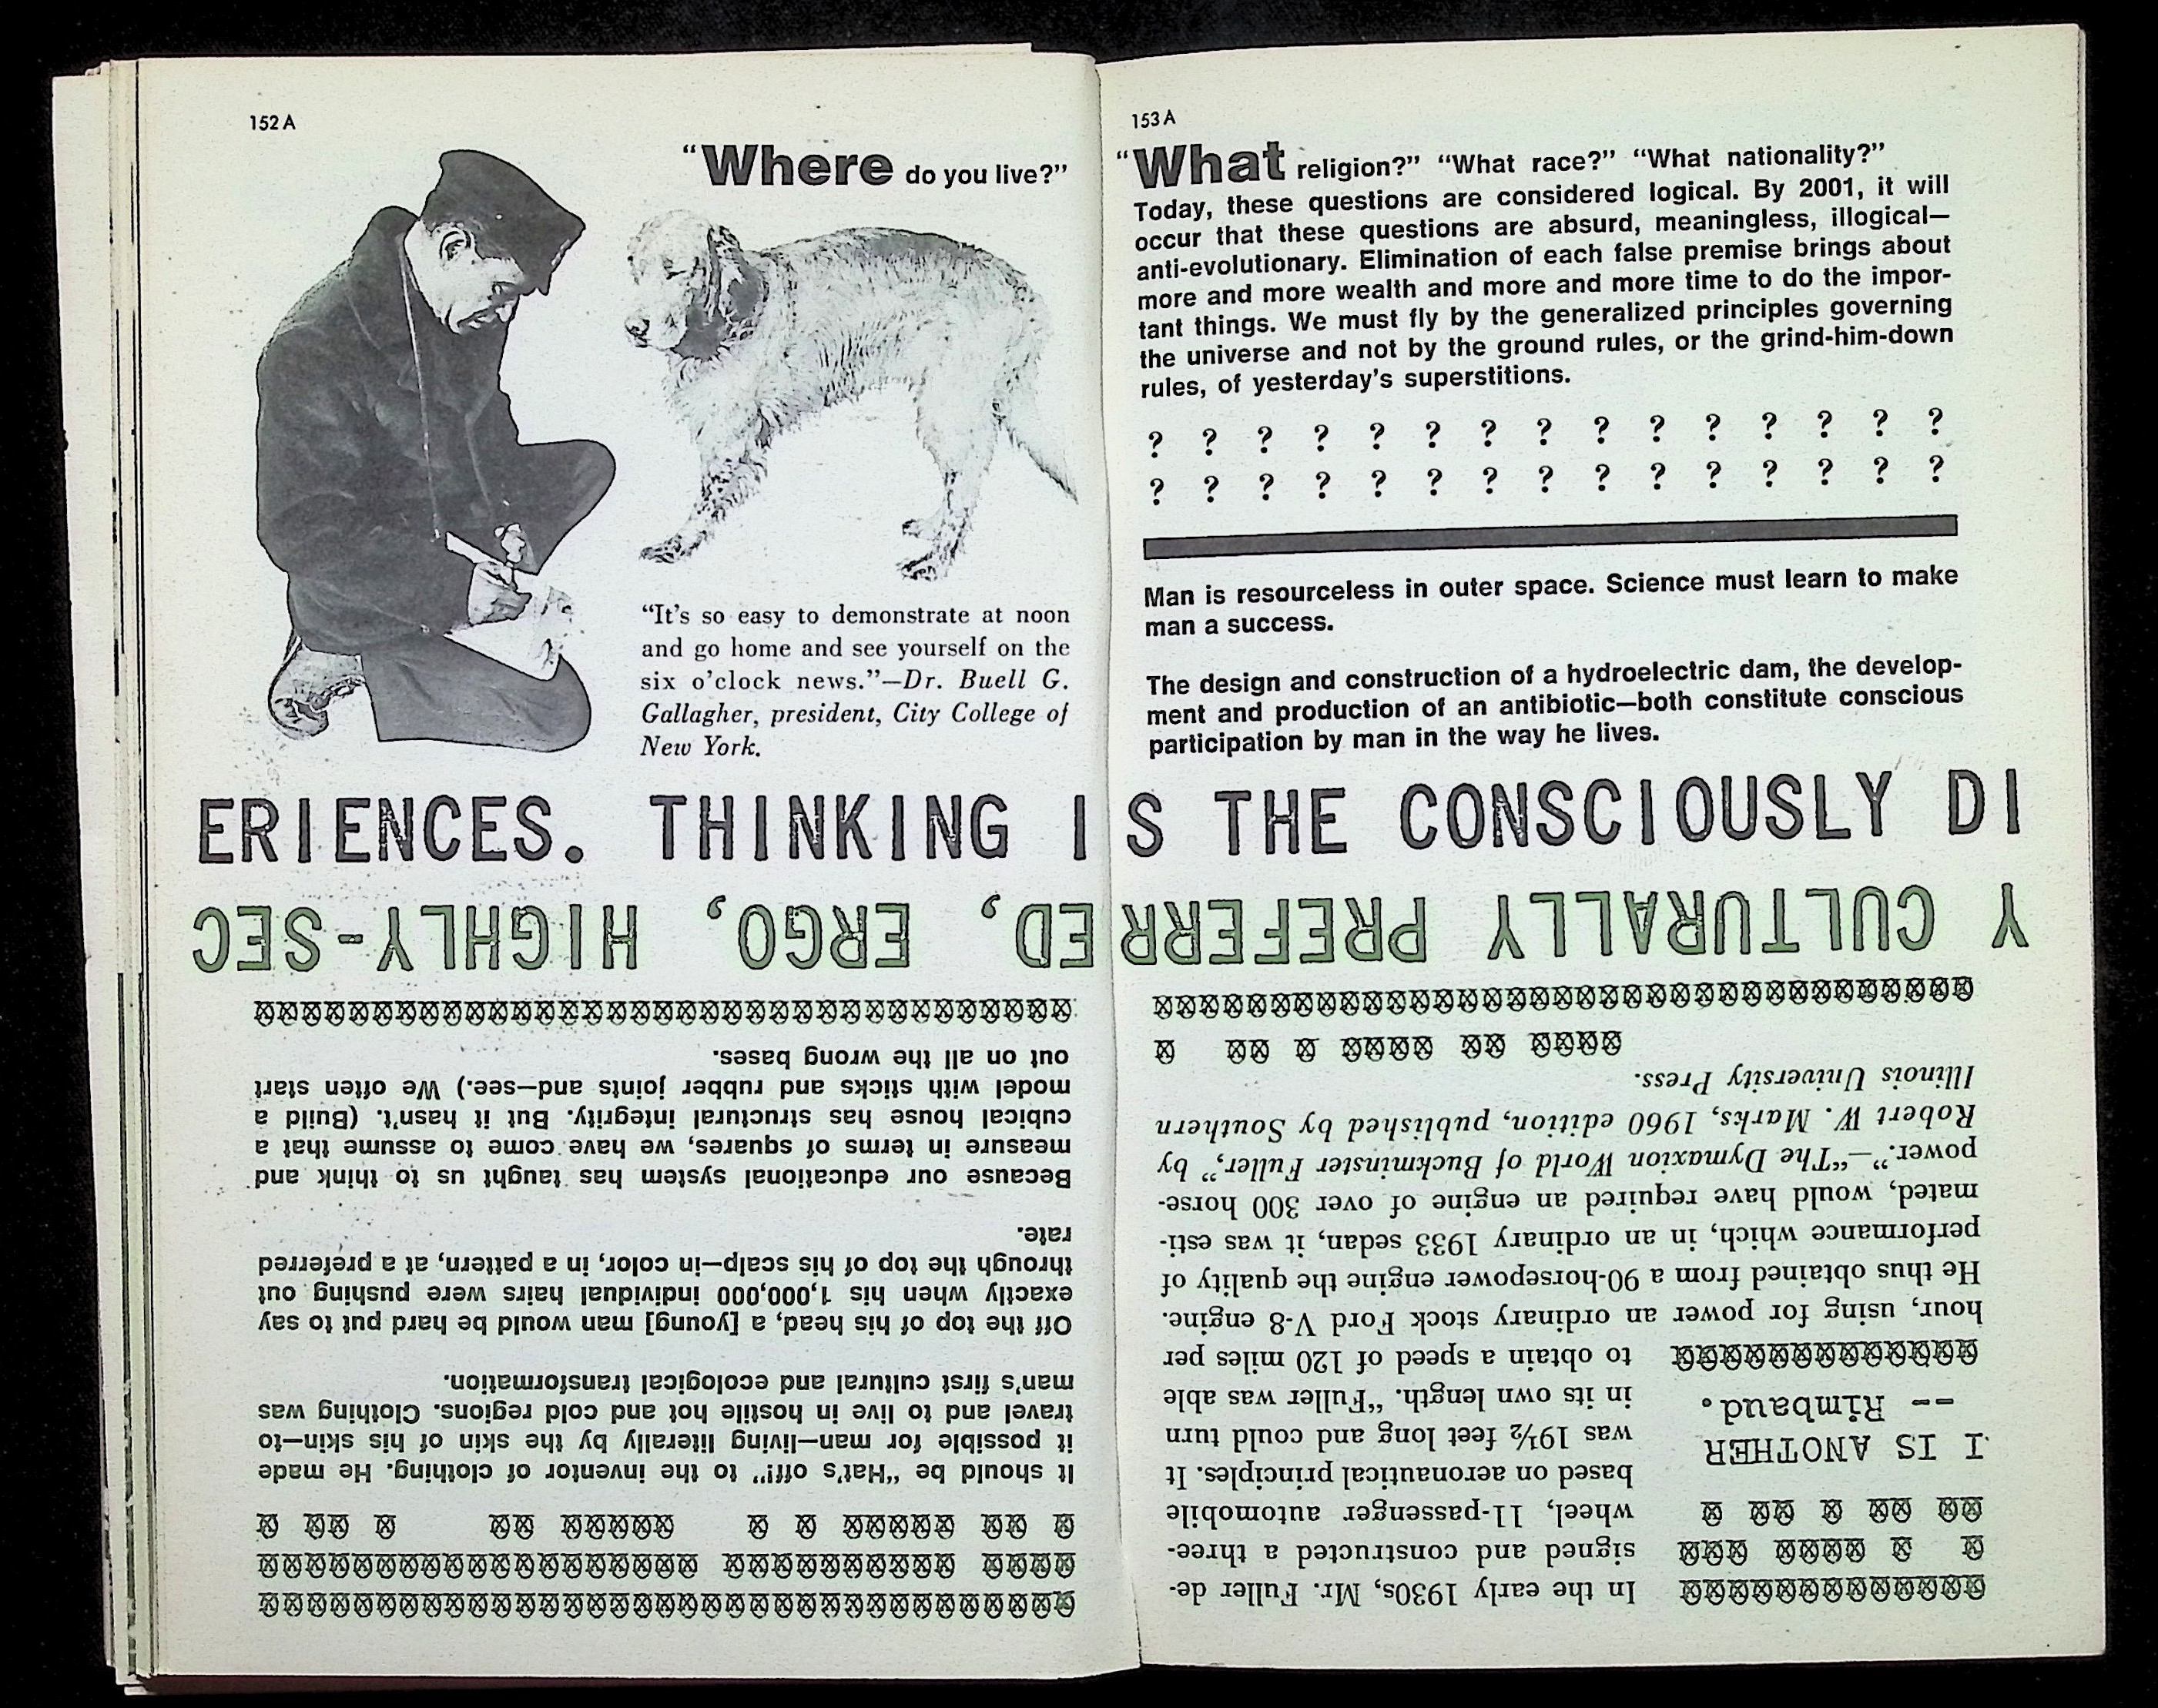 152 A
"Where do you live?"
"It's so easy to demonstrate at noon
and go home and see yourself on the
six o'clock news."—Dr. Buell G.
Gallagher, president, City College of
New York.
153 A
"What religion?" "What race?" "What nationality?"
Today, these questions are considered logical. By 2001, it will
occur that these questions are absurd, meaningless, illogical—
anti-evolutionary. Elimination of each false premise brings about
more and more wealth and more and more time to do the impor-
tant things. We must fly by the generalized principles governing
the universe and not by the ground rules, or the grind-him-down
rules, of yesterday's superstitions.
? ? ? ? ? ? ? ? ? ? ? ? ? ? ?
? ? ? ? ? ? ? ? ? ? ? ? ? ? ?
Man is resourceless in outer space. Science must learn to make
man a success.
The design and construction of a hydroelectric dam, the develop-
ment and production of an antibiotic—both constitute conscious
participation by man in the way he lives.
ERIENCES. THINKING IS THE CONSCIOUSLY DI
Y CULTURALLY PREFERRED, ERGO, HIGHLY-SEC
In the early 1930s, Mr. Fuller de-
signed and constructed a three-
wheel, 11-passenger automobile
based on aeronautical principles. It
was 19½ feet long and could turn
in its own length. "Fuller was able
to obtain a speed of 120 miles per
hour, using for power an ordinary stock Ford V-8 engine.
He thus obtained from a 90-horsepower engine the quality of
performance which, in an ordinary 1933 sedan, it was esti-
mated, would have required an engine of over 300 horse-
power."—"The Dymaxion World of Buckminster Fuller," by
Robert W. Marks, 1960 edition, published by Southern
Illinois University Press.
I IS ANOTHER
-- Rimbaud.
It should be "Hat's off!" to the inventor of clothing. He made
it possible for man—living literally by the skin of his skin—to
travel and to live in hostile hot and cold regions. Clothing was
man's first cultural and ecological transformation.
Off the top of his head, a [young] man would be hard put to say
exactly when his 1,000,000 individual hairs were pushing out
through the top of his scalp—in color, in a pattern, at a preferred
rate.
Because our educational system has taught us to think and
measure in terms of squares, we have come to assume that a
cubical house has structural integrity. But it hasn't. (Build a
model with sticks and rubber joints and—see.) We often start
out on all the wrong bases.